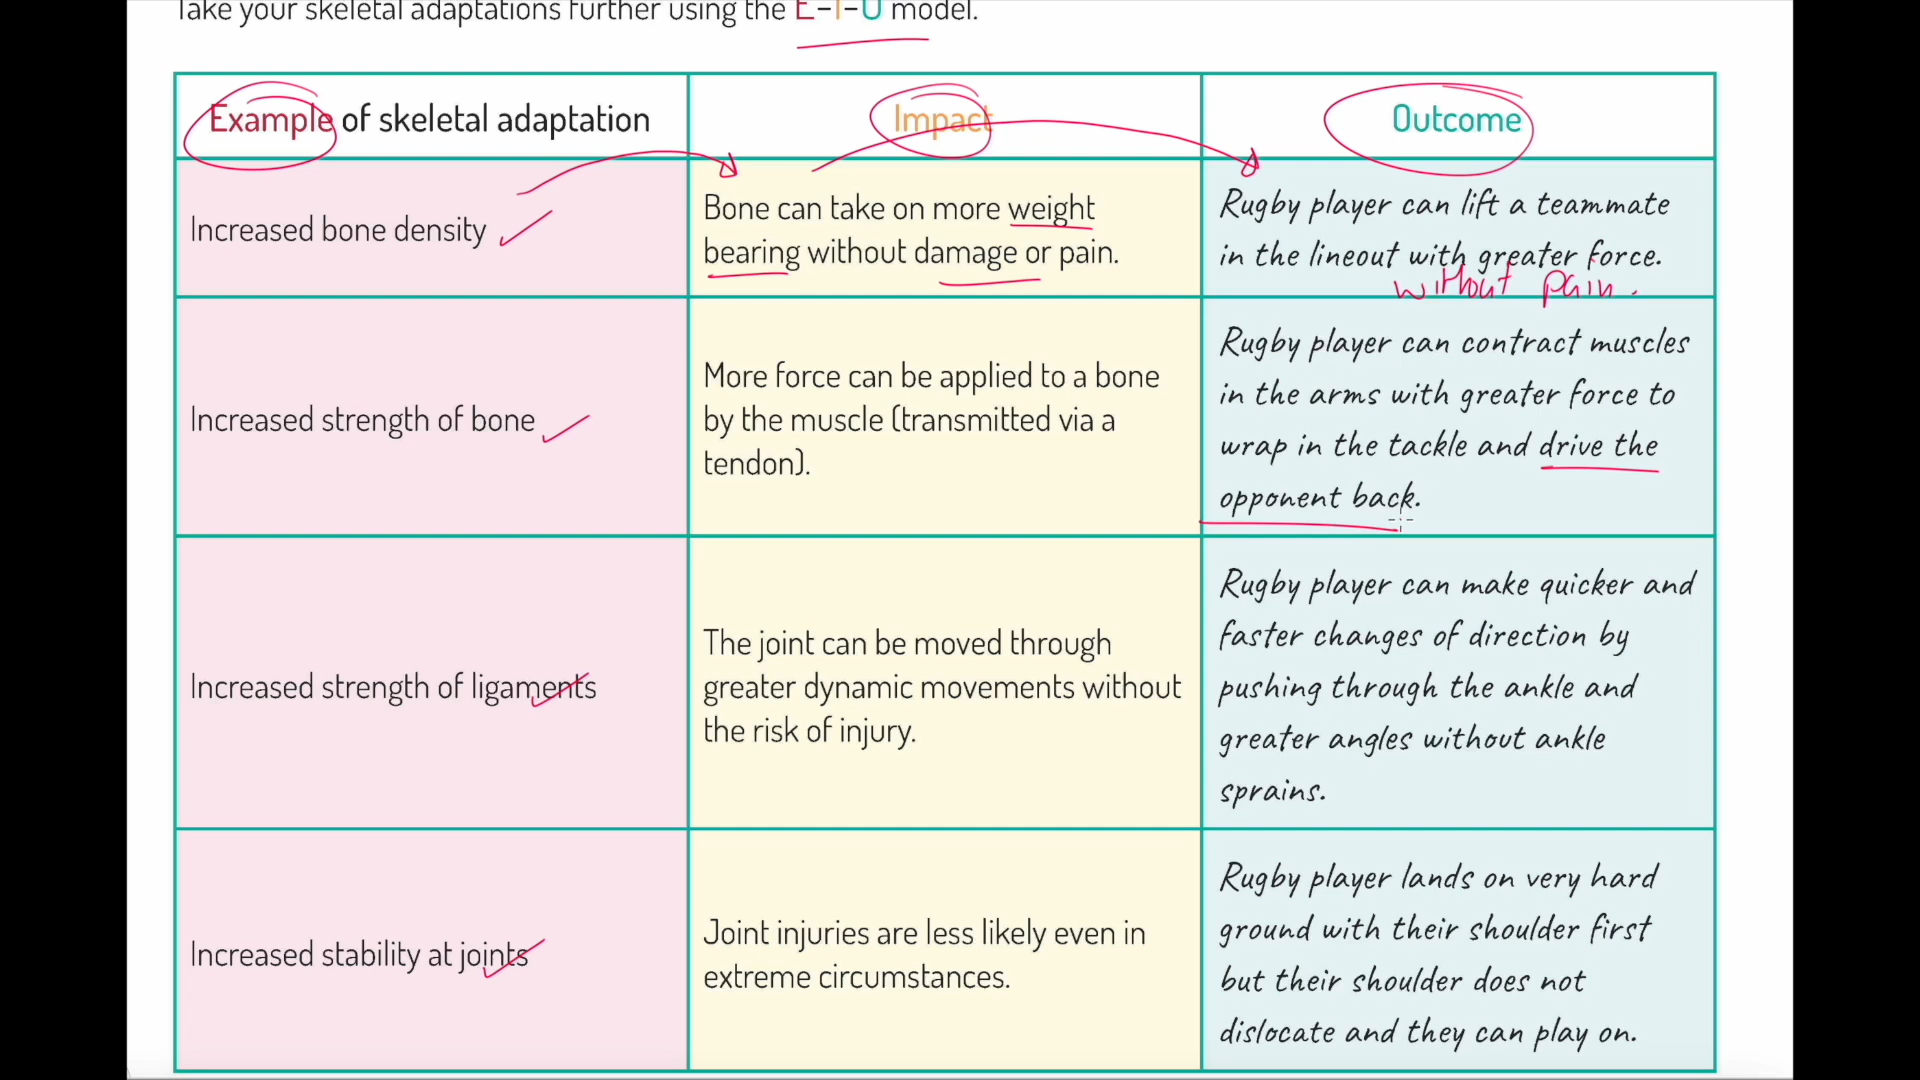 Take your skeletal adaptations further using the E-I-O model.
Example of skeletal adaptation
Impact
Outcome
Increased bone density
Bone can take on more weight
bearing without damage or pain.
Rugby player can lift a teammate
in the lineout with greater force.
without pain.
Increased strength of bone
More force can be applied to a bone
by the muscle (transmitted via a
tendon).
Rugby player can contract muscles
in the arms with greater force to
wrap in the tackle and drive the
opponent back.
Increased strength of ligaments
The joint can be moved through
greater dynamic movements without
the risk of injury.
Rugby player can make quicker and
faster changes of direction by
pushing through the ankle and
greater angles without ankle
sprains.
Increased stability at joints
Joint injuries are less likely even in
extreme circumstances.
Rugby player lands on very hard
ground with their shoulder first
but their shoulder does not
dislocate and they can play on.